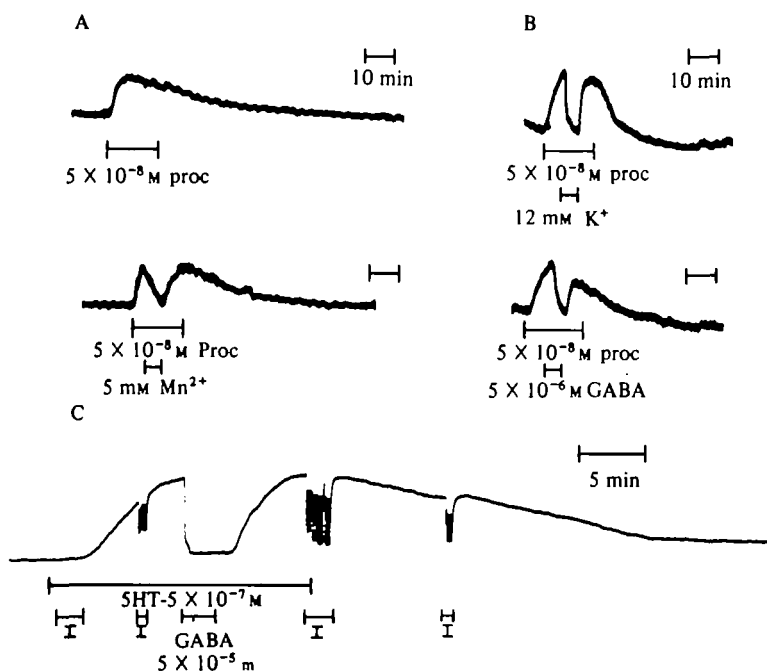 A
B
10 min
10 min
5 × 10⁻⁸ M proc
5 × 10⁻⁸ M proc
12 mM K⁺
5 × 10⁻⁸ M Proc
5 mM Mn²⁺
5 × 10⁻⁸ M proc
5 × 10⁻⁶ M GABA
C
5 min
5HT-5 × 10⁻⁷ M
I I I I
GABA
5 × 10⁻⁵ m